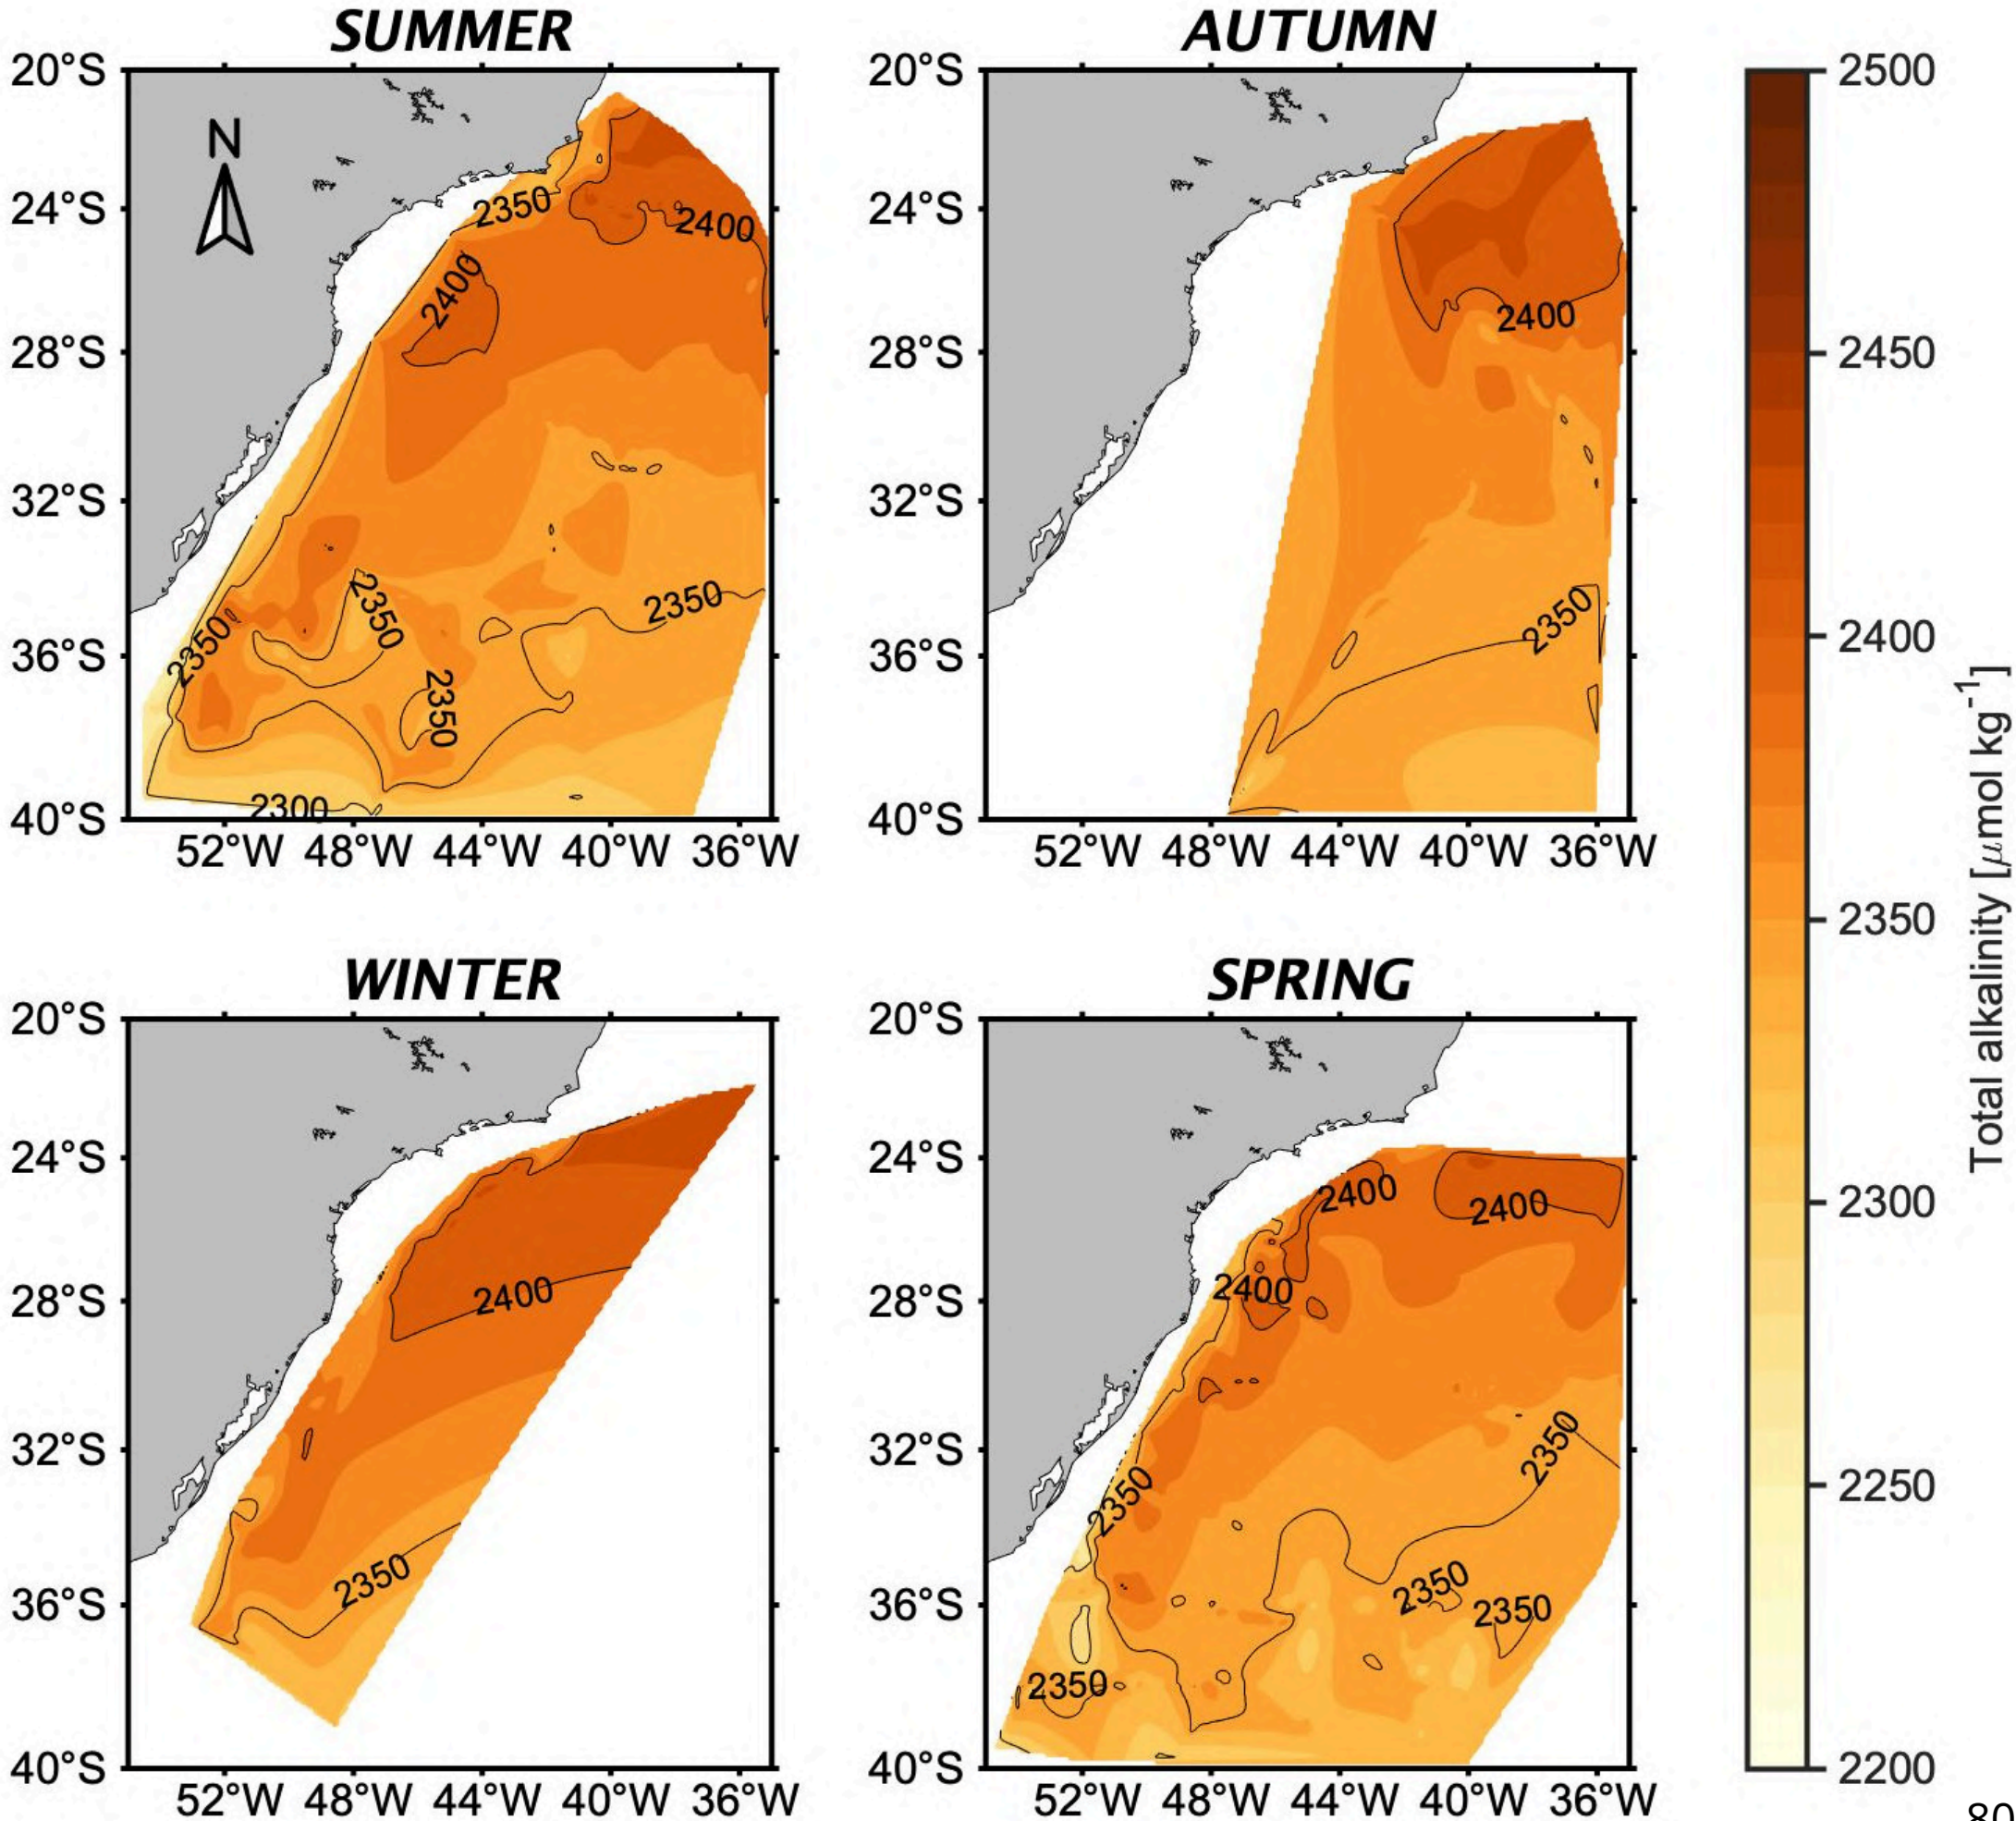 SUMMER
AUTUMN
20°S
24°S
28°S
32°S
36°S
40°S
N
2350
2400
2400
2350
2350
2350
2350
2300
52°W 48°W 44°W 40°W 36°W
20°S
24°S
28°S
32°S
36°S
40°S
2400
2350
52°W 48°W 44°W 40°W 36°W
WINTER
SPRING
20°S
24°S
28°S
32°S
36°S
40°S
2400
2350
52°W 48°W 44°W 40°W 36°W
20°S
24°S
28°S
32°S
36°S
40°S
2400
2400
2400
2350
2350
2350
2350
2350
52°W 48°W 44°W 40°W 36°W
2500
2450
2400
2350
2300
2250
2200
Total alkalinity [μmol kg⁻¹]
80